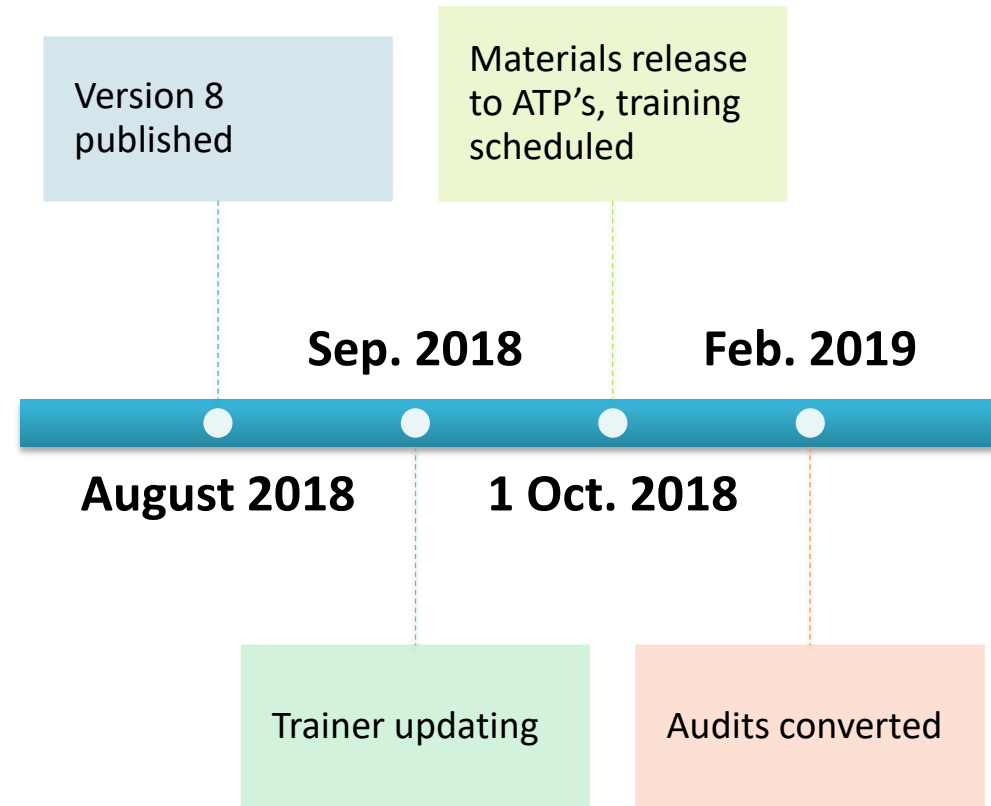 Version 8
published
Materials release
to ATP’s, training
scheduled
Sep. 2018
Feb. 2019
August 2018
1 Oct. 2018
Trainer updating
Audits converted